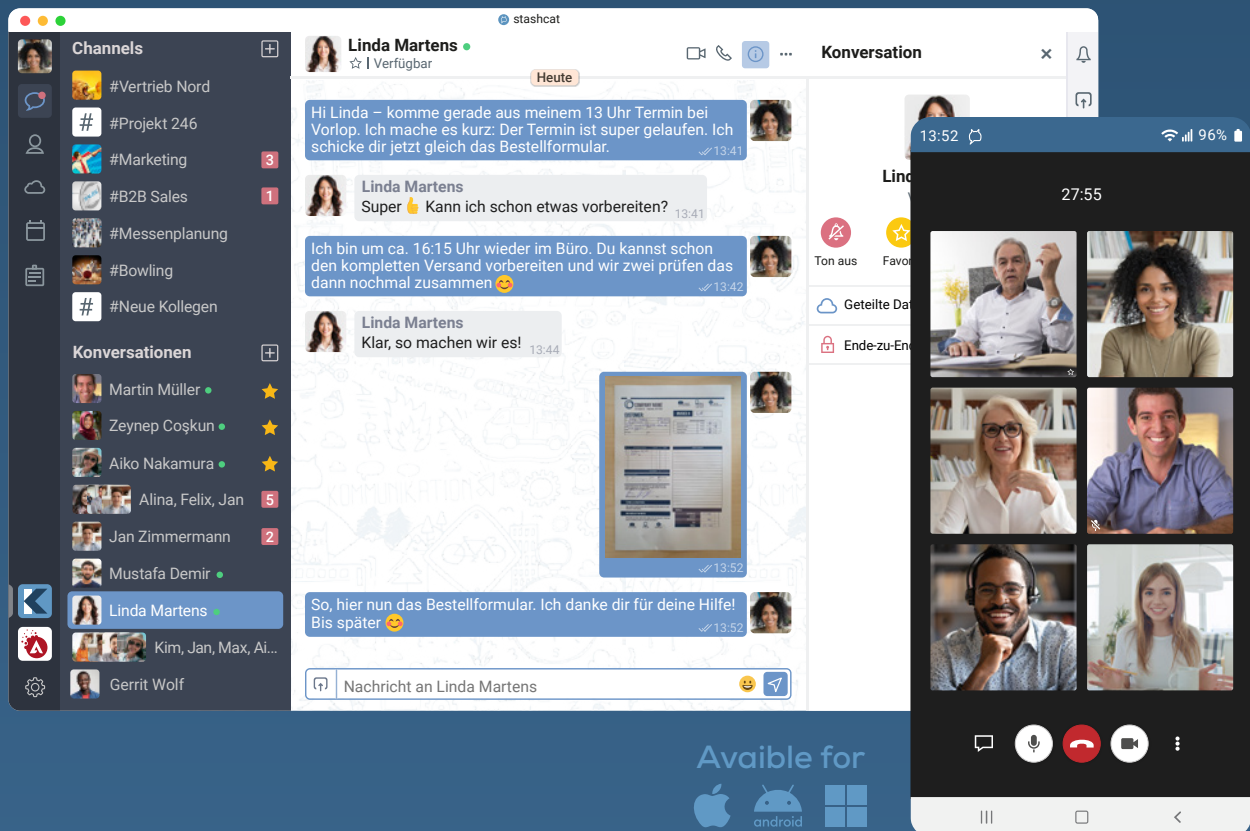 stashcat
Channels
#Vertrieb Nord
#Projekt 246
#Marketing
3
#B2B Sales
1
#Messenplanung
#Bowling
#Neue Kollegen
Konversationen
Martin Müller
Zeynep Coşkun
Aiko Nakamura
Alina, Felix, Jan
5
Jan Zimmermann
2
Mustafa Demir
Linda Martens
Kim, Jan, Max, Ai...
Gerrit Wolf
Linda Martens
Verfügbar
Heute
Hi Linda – komme gerade aus meinem 13 Uhr Termin bei
Vorlop. Ich mache es kurz: Der Termin ist super gelaufen. Ich
schicke dir jetzt gleich das Bestellformular.
13:41
Linda Martens
Super 👍 Kann ich schon etwas vorbereiten?
13:41
Ich bin um ca. 16:15 Uhr wieder im Büro. Du kannst schon
den kompletten Versand vorbereiten und wir zwei prüfen das
dann nochmal zusammen 😊
13:42
Linda Martens
Klar, so machen wir es!
13:44
COMPANY NAME
13:52
So, hier nun das Bestellformular. Ich danke dir für deine Hilfe!
Bis später 😊
13:52
Nachricht an Linda Martens
Konversation
Lind
Ton aus
Favor
Geteilte Dat
Ende-zu-End
13:52
96%
27:55
Avaible for
android